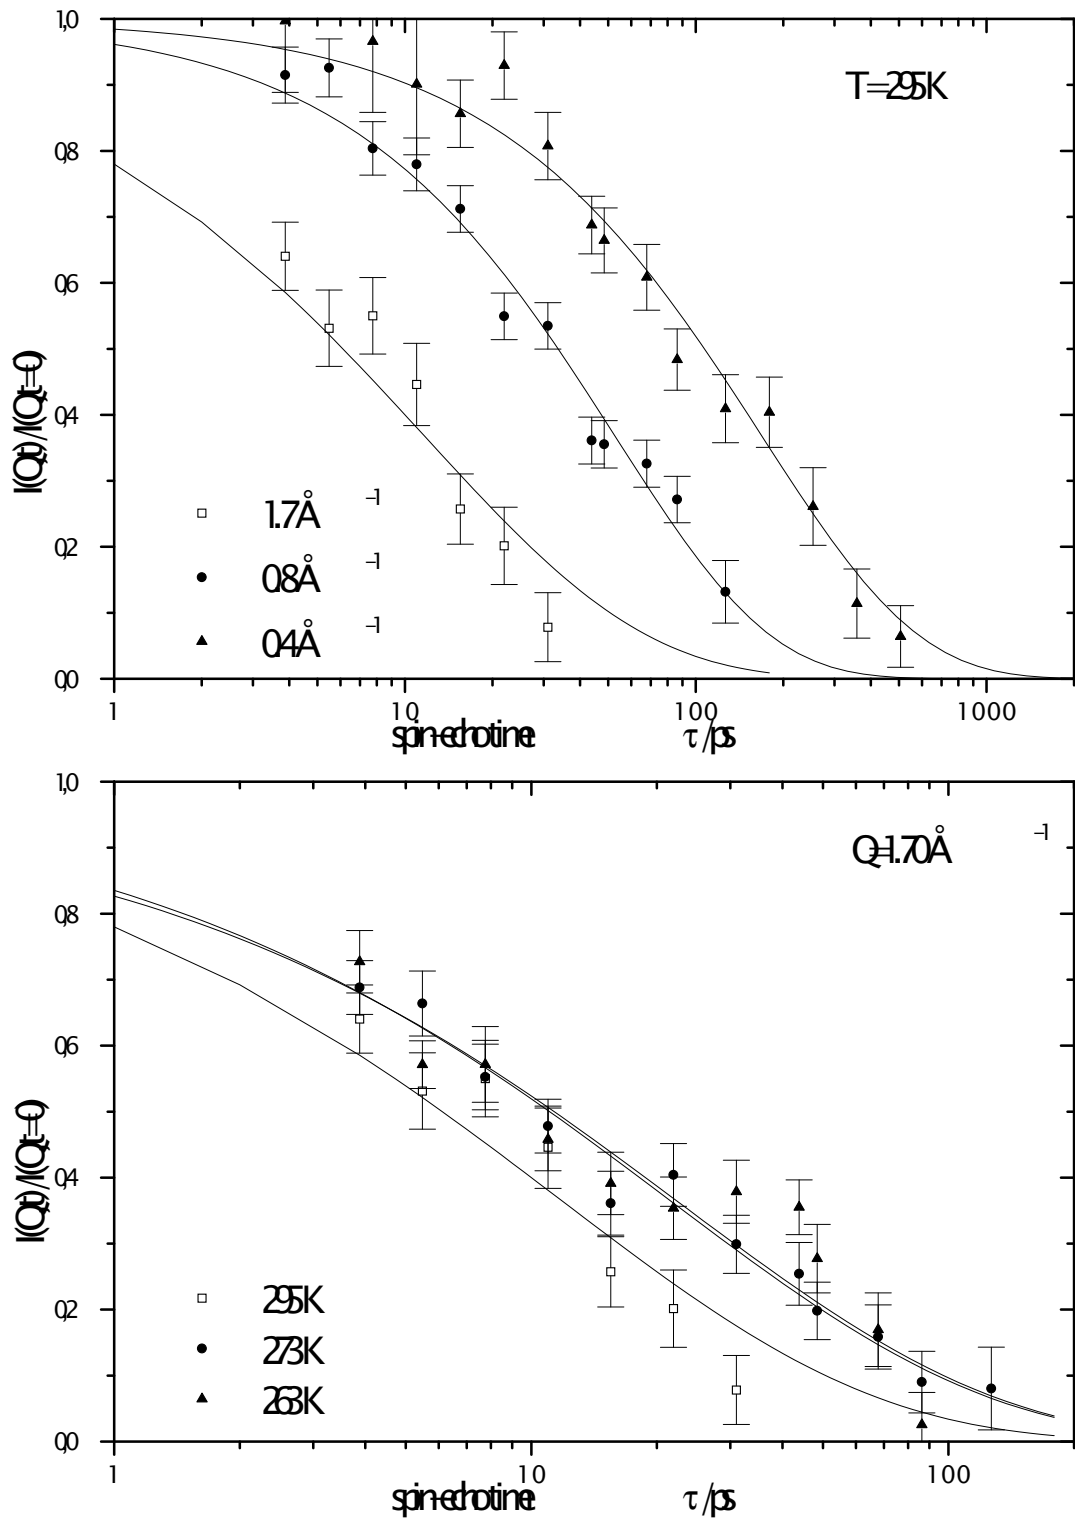 1,0
T=295K
0,8
0,6
I(Q,t)/I(Q,t=0)
0,4
1.7Å⁻¹
0,2
0.8Å⁻¹
0.4Å⁻¹
0,0
1 10 100 1000
spin-echo time τ/ps
1,0
Q=1.70Å⁻¹
0,8
0,6
I(Q,t)/I(Q,t=0)
0,4
0,2
295K
273K
263K
0,0
1 10 100
spin-echo time τ/ps